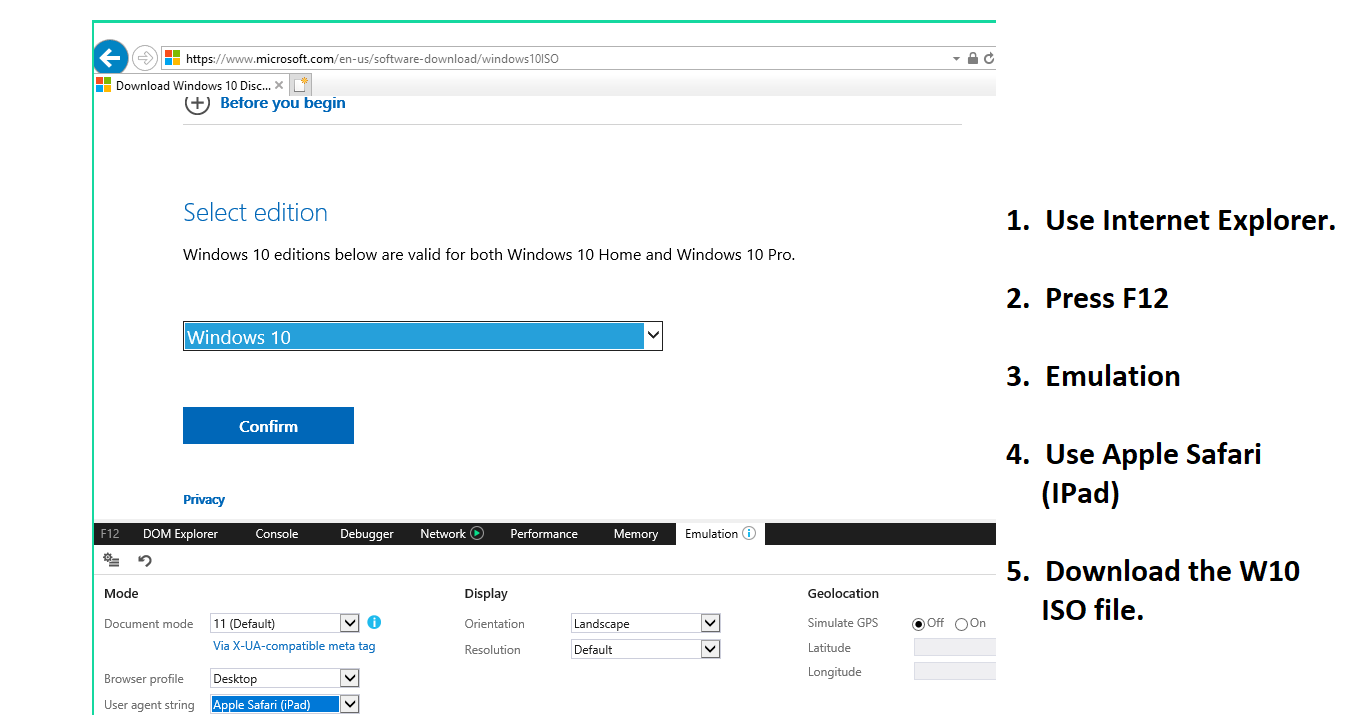 https://www.microsoft.com/en-us/software-download/windows10ISO
Download Windows 10 Disc...
Before you begin
Select edition
Windows 10 editions below are valid for both Windows 10 Home and Windows 10 Pro.
Windows 10
Confirm
Privacy
F12 DOM Explorer Console Debugger Network Performance Memory Emulation
Mode
Document mode 11 (Default)
Via X-UA-compatible meta tag
Browser profile Desktop
User agent string Apple Safari (iPad)
Display
Orientation Landscape
Resolution Default
Geolocation
Simulate GPS Off On
Latitude
Longitude
1. Use Internet Explorer.
2. Press F12
3. Emulation
4. Use Apple Safari
(IPad)
5. Download the W10
ISO file.